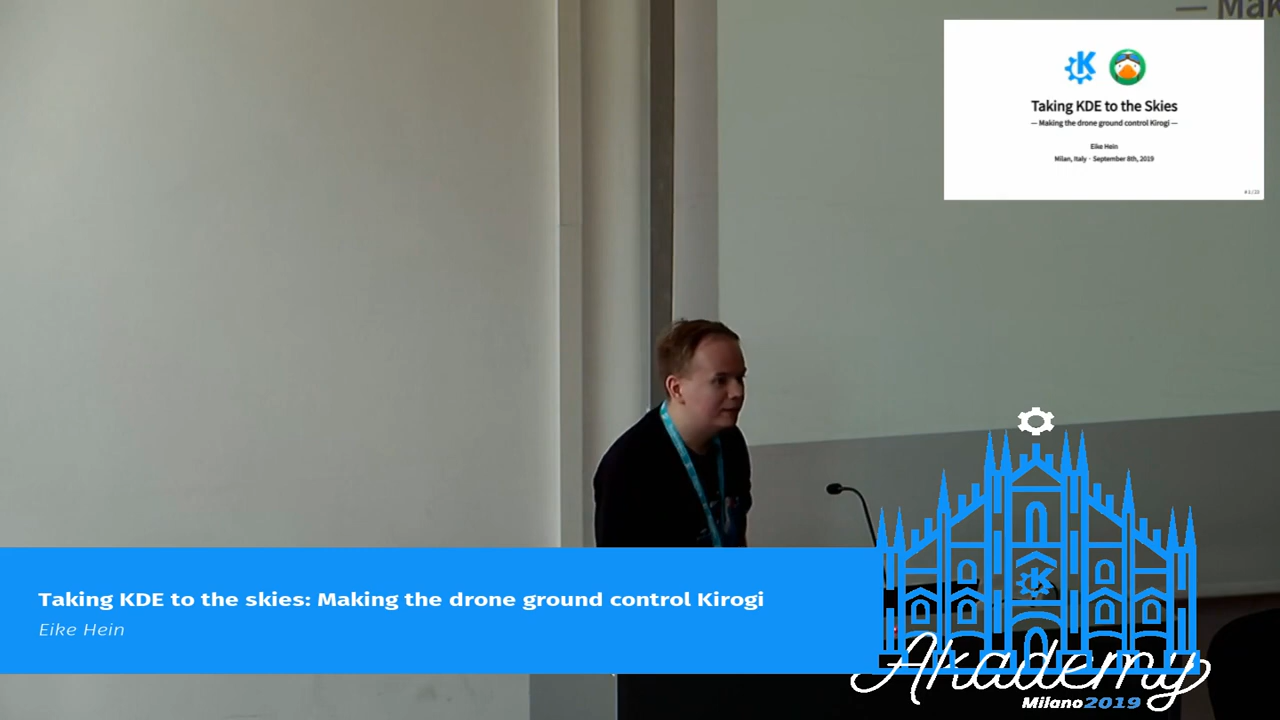 — Mak
Taking KDE to the Skies
— Making the drone ground control Kirogi —
Eike Hein
Milan, Italy · September 8th, 2019
Taking KDE to the skies: Making the drone ground control Kirogi
Eike Hein
Akademy
Milano2019